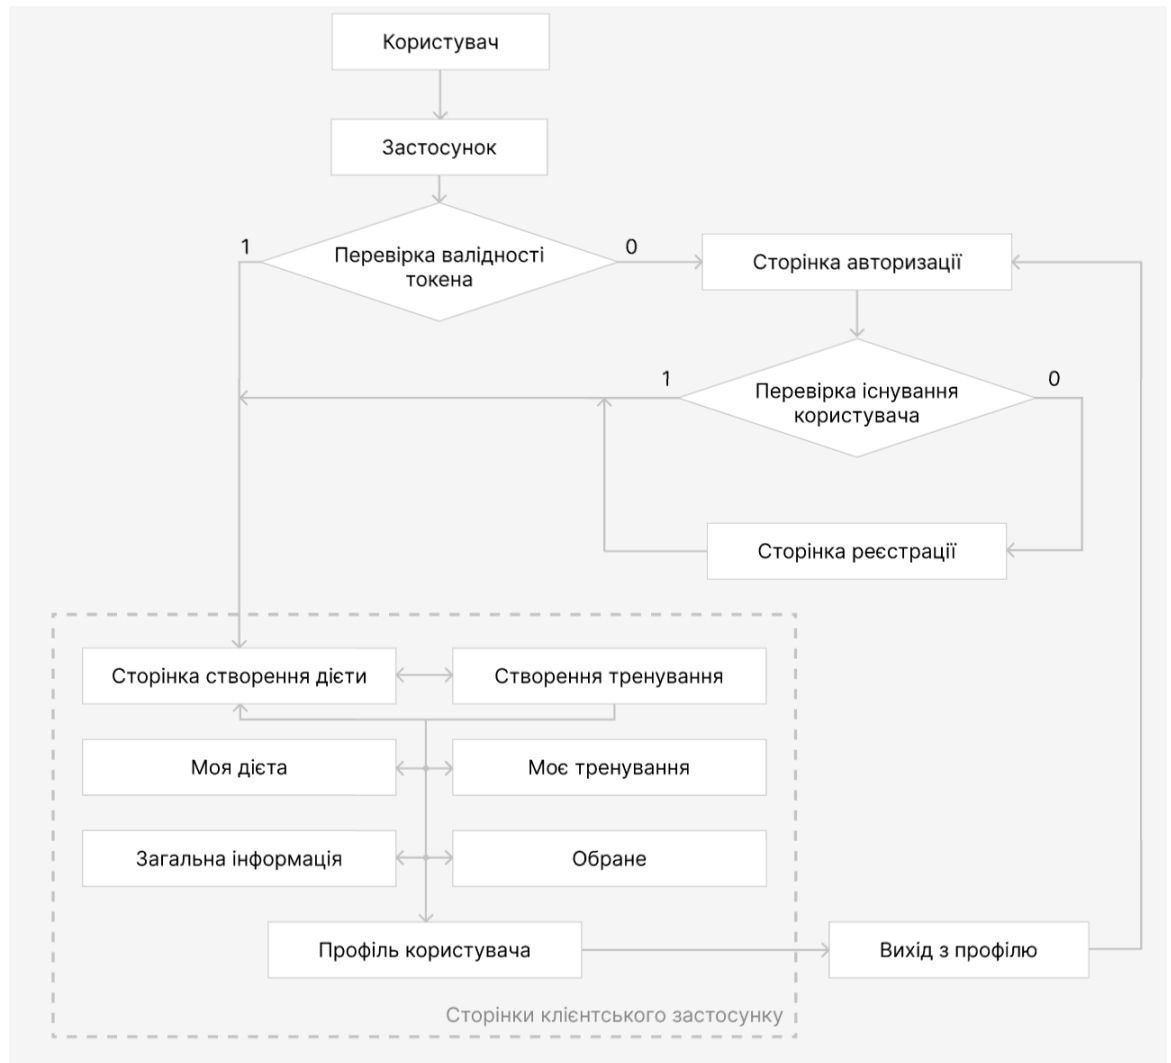 Користувач
Застосунок
1
Перевірка валідності
токена
0
Сторінка авторизації
1
Перевірка існування
користувача
0
Сторінка реєстрації
Сторінка створення дієти
Створення тренування
Моя дієта
Моє тренування
Загальна інформація
Обране
Профіль користувача
Вихід з профілю
Сторінки клієнтського застосунку